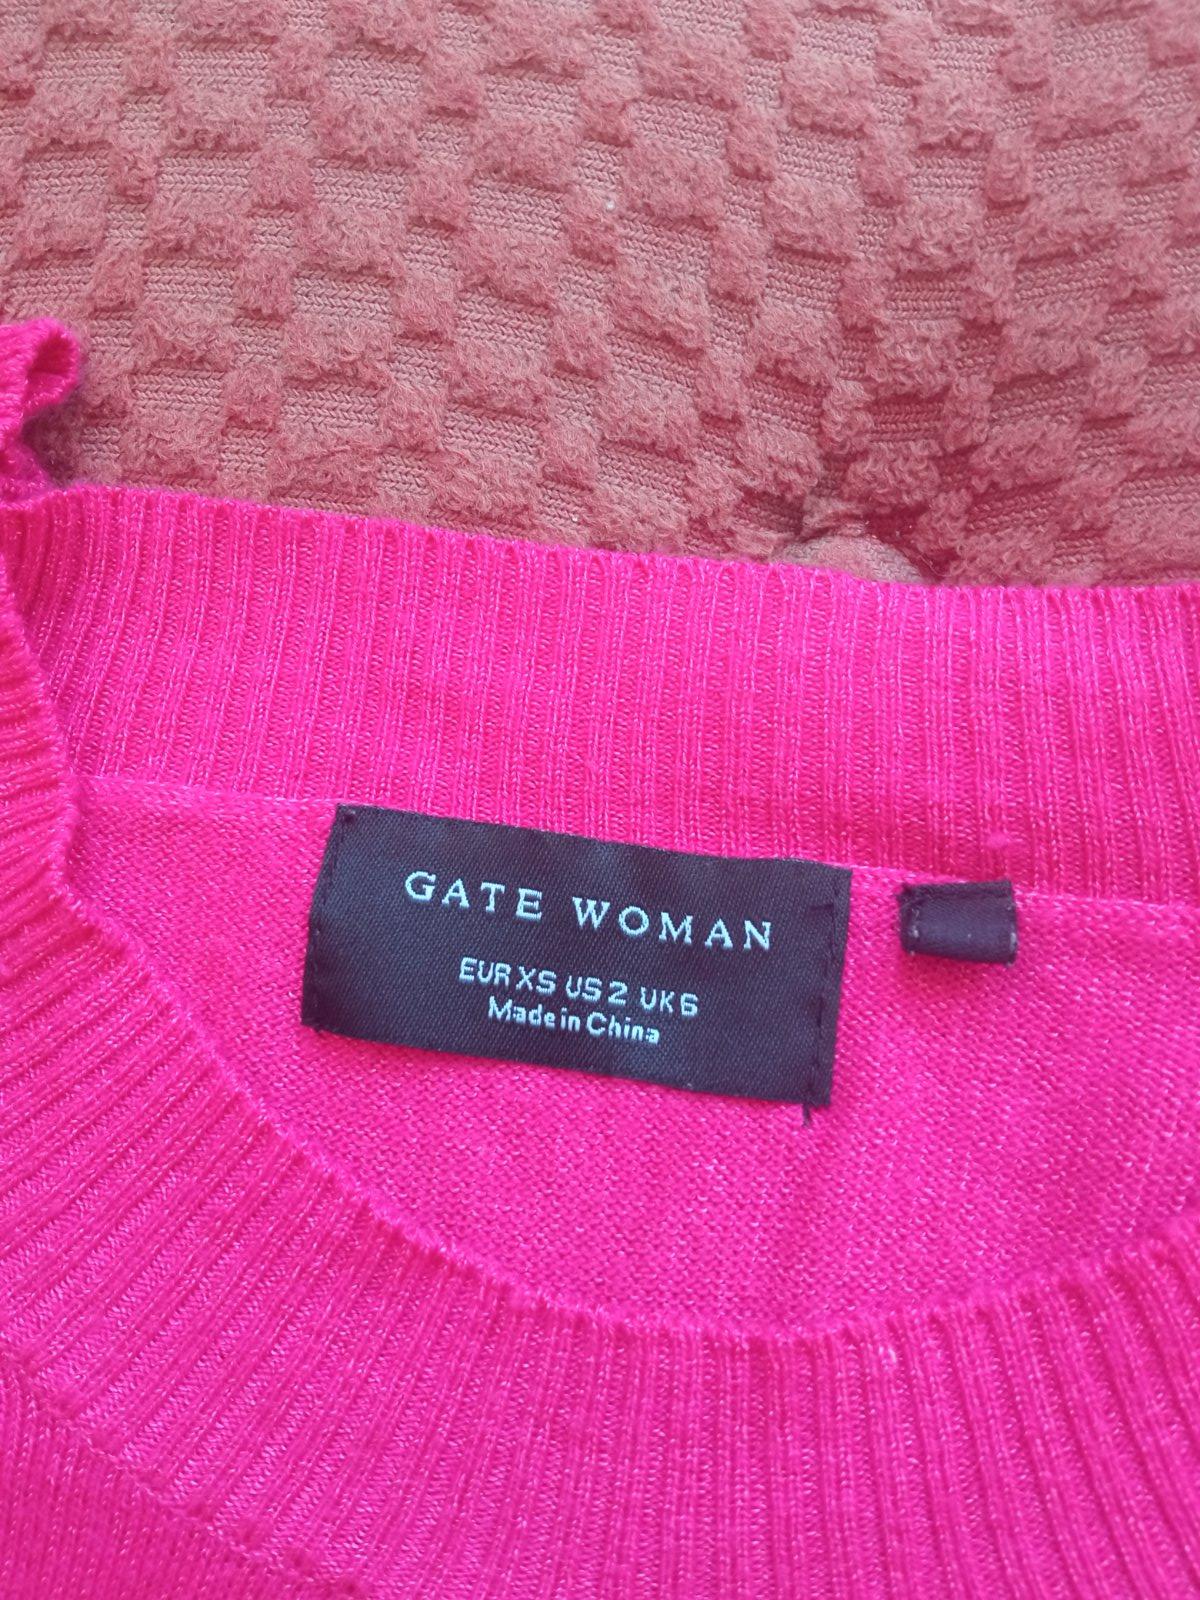 GATE WOMAN
EUR XS US 2 UK 6
Made in China